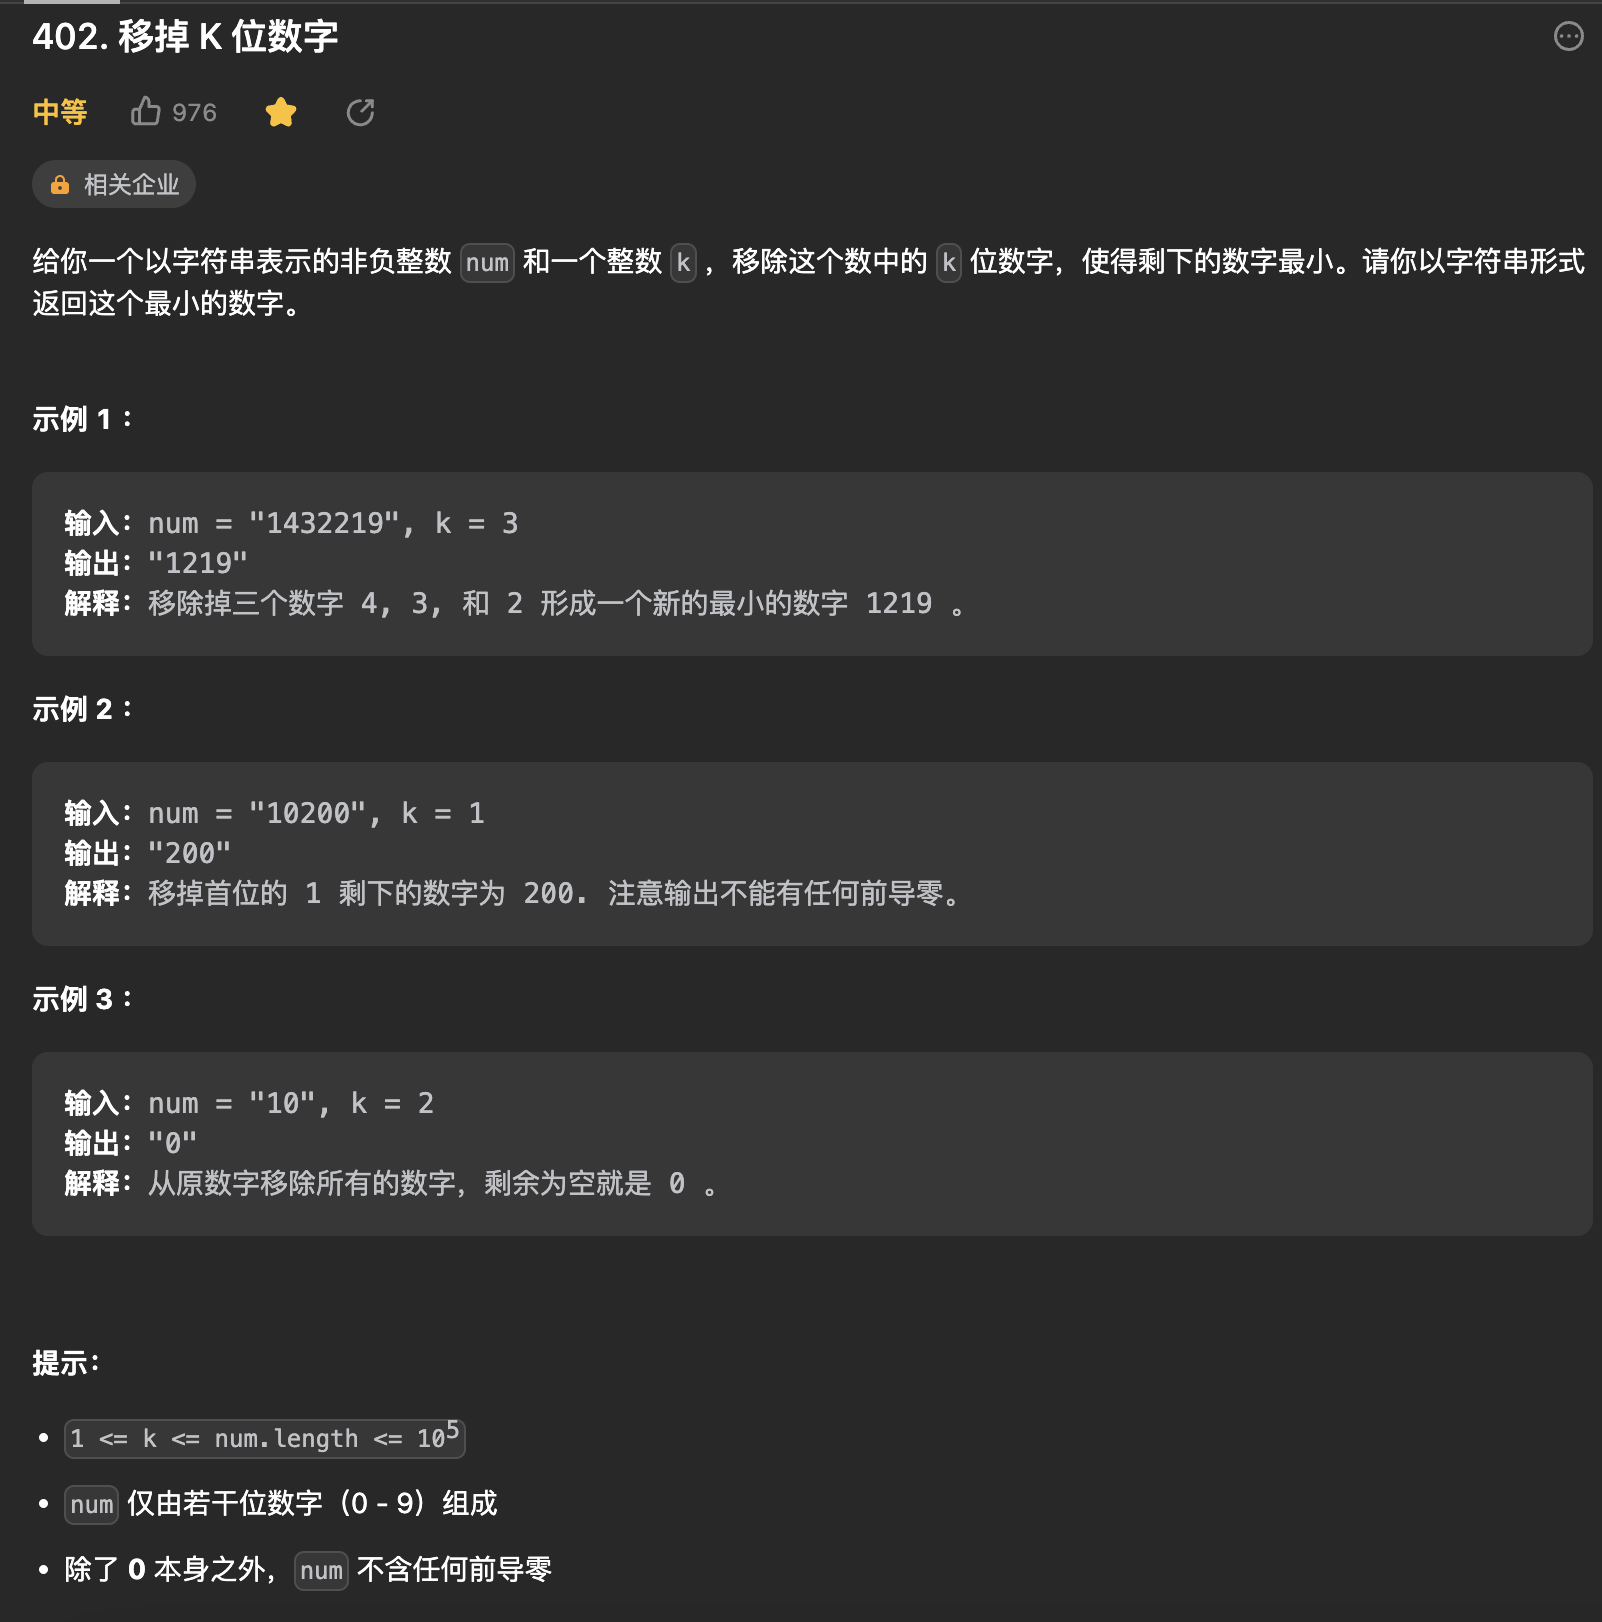 402. 移掉 K 位数字
中等 976
相关企业
给你一个以字符串表示的非负整数 num 和一个整数 k ，移除这个数中的 k 位数字，使得剩下的数字最小。请你以字符串形式
返回这个最小的数字。
示例 1 ：
输入：num = "1432219", k = 3
输出："1219"
解释：移除掉三个数字 4, 3, 和 2 形成一个新的最小的数字 1219 。
示例 2 ：
输入：num = "10200", k = 1
输出："200"
解释：移掉首位的 1 剩下的数字为 200. 注意输出不能有任何前导零。
示例 3 ：
输入：num = "10", k = 2
输出："0"
解释：从原数字移除所有的数字，剩余为空就是 0 。
提示：
• 1 <= k <= num.length <= 10⁵
• num 仅由若干位数字（0 - 9）组成
• 除了 0 本身之外，num 不含任何前导零